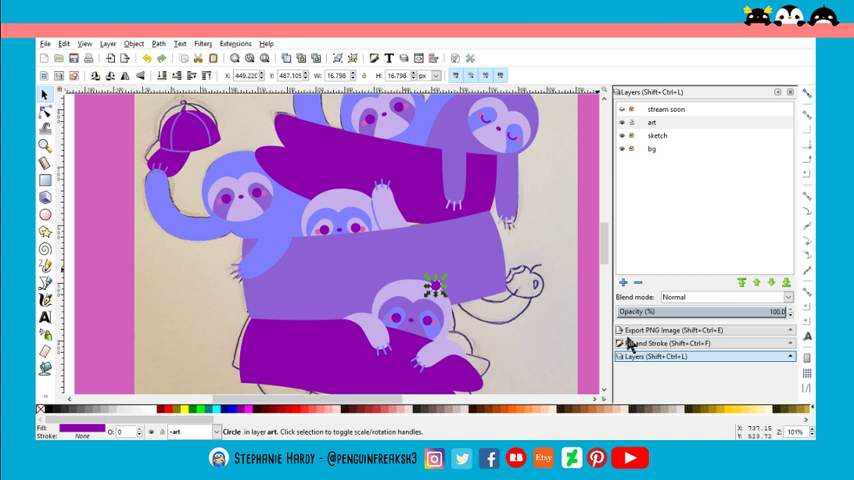 File Edit View Layer Object Path Text Filters Extensions Help
X: 449.220 Y: 487.105 W: 16.798 H: 16.798 px
Layers (Shift+Ctrl+L)
stream soon
art
sketch
bg
Blend mode: Normal
Opacity (%) 100.0
Export PNG Image (Shift+Ctrl+E)
and Stroke (Shift+Ctrl+F)
Layers (Shift+Ctrl+L)
Fill:
Stroke: None
O: 0
art
Circle in layer art. Click selection to toggle scale/rotation handles.
X: 737.15
Y: 523.72
Z: 101%
STEPHANIE HARDY - @PENGUINFREAKSH3
Etsy